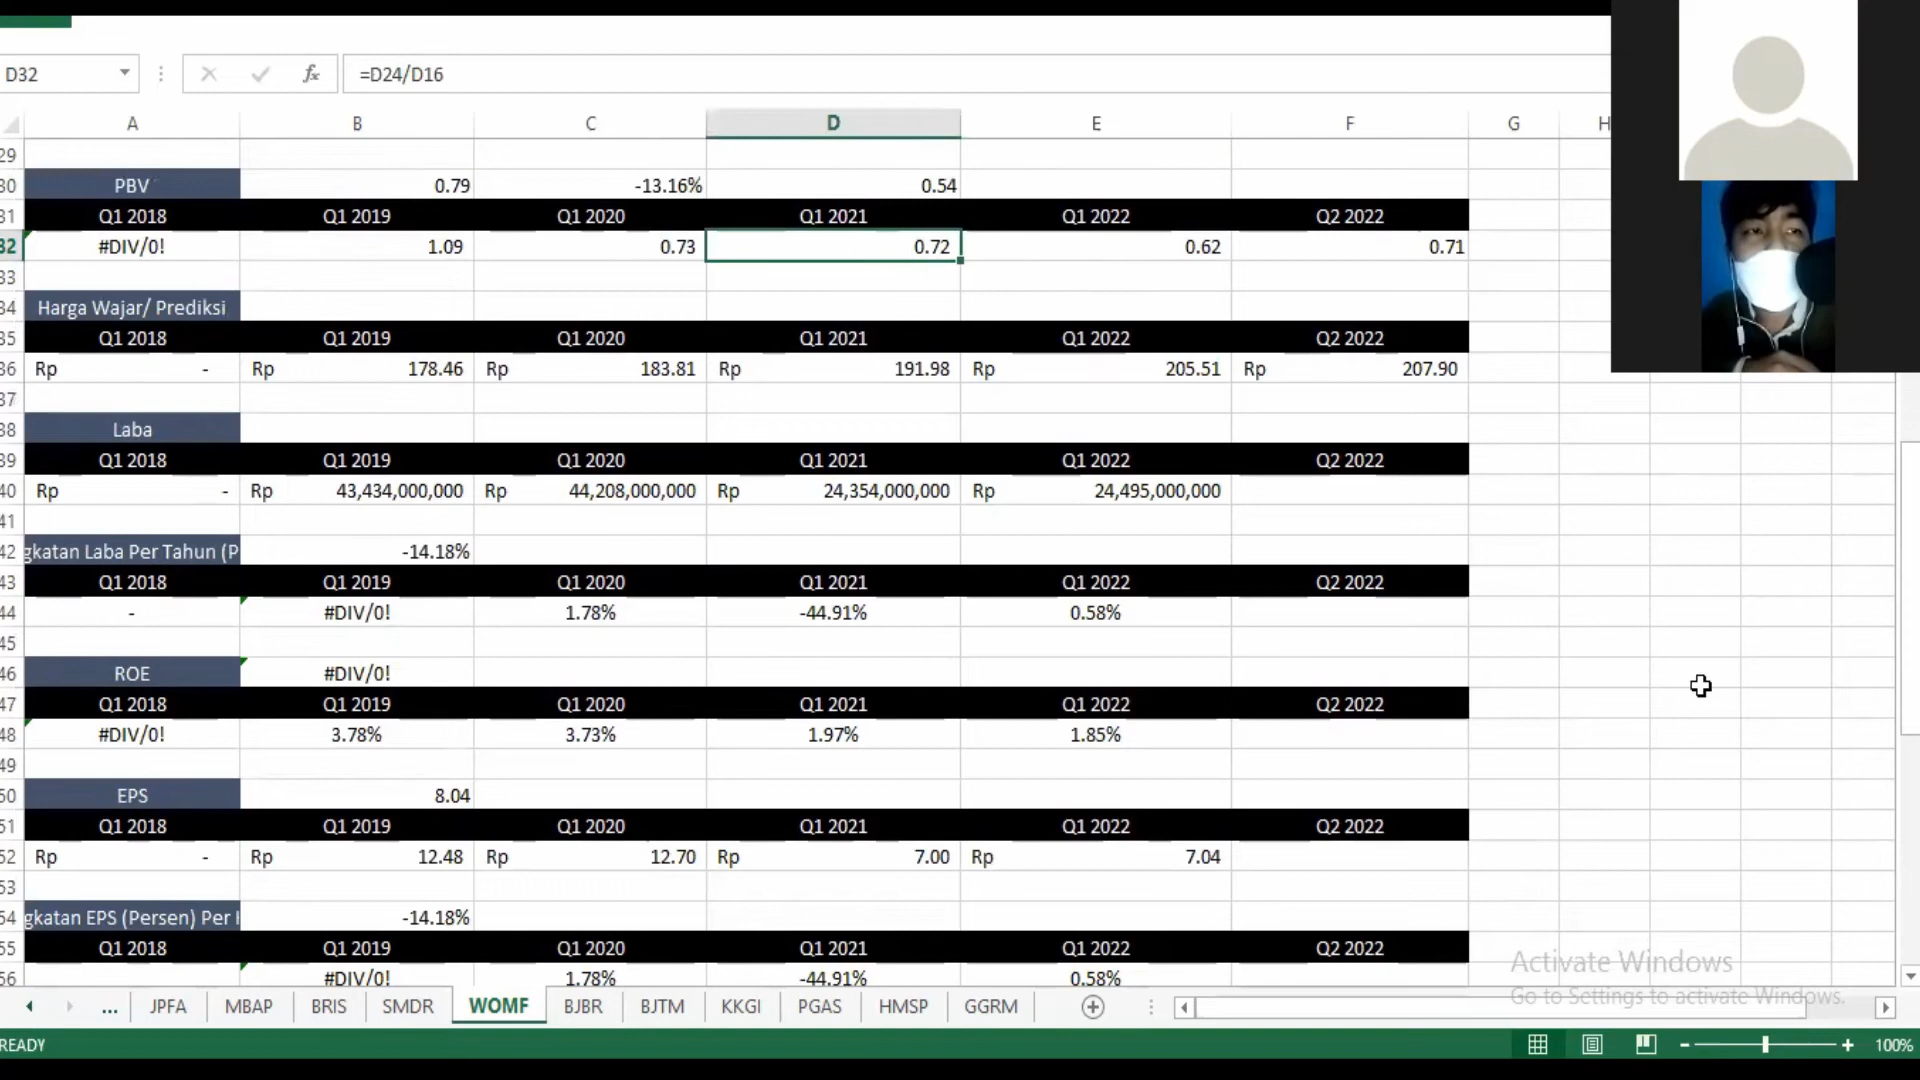 D32 fx =D24/D16
A B C D E F G H
29
30 PBV 0.79 -13.16% 0.54
31 Q1 2018 Q1 2019 Q1 2020 Q1 2021 Q1 2022 Q2 2022
32 #DIV/0! 1.09 0.73 0.72 0.62 0.71
33
34 Harga Wajar/ Prediksi
35 Q1 2018 Q1 2019 Q1 2020 Q1 2021 Q1 2022 Q2 2022
36 Rp - Rp 178.46 Rp 183.81 Rp 191.98 Rp 205.51 Rp 207.90
37
38 Laba
39 Q1 2018 Q1 2019 Q1 2020 Q1 2021 Q1 2022 Q2 2022
40 Rp - Rp 43,434,000,000 Rp 44,208,000,000 Rp 24,354,000,000 Rp 24,495,000,000
41
42 gkatan Laba Per Tahun (P -14.18%
43 Q1 2018 Q1 2019 Q1 2020 Q1 2021 Q1 2022 Q2 2022
44 - #DIV/0! 1.78% -44.91% 0.58%
45
46 ROE #DIV/0!
47 Q1 2018 Q1 2019 Q1 2020 Q1 2021 Q1 2022 Q2 2022
48 #DIV/0! 3.78% 3.73% 1.97% 1.85%
49
50 EPS 8.04
51 Q1 2018 Q1 2019 Q1 2020 Q1 2021 Q1 2022 Q2 2022
52 Rp - Rp 12.48 Rp 12.70 Rp 7.00 Rp 7.04
53
54 gkatan EPS (Persen) Per -14.18%
55 Q1 2018 Q1 2019 Q1 2020 Q1 2021 Q1 2022 Q2 2022
56 #DIV/0! 1.78% -44.91% 0.58%
Activate Windows
Go to Settings to activate Windows.
... JPFA MBAP BRIS SMDR WOMF BJBR BJTM KKGI PGAS HMSP GGRM
READY 100%